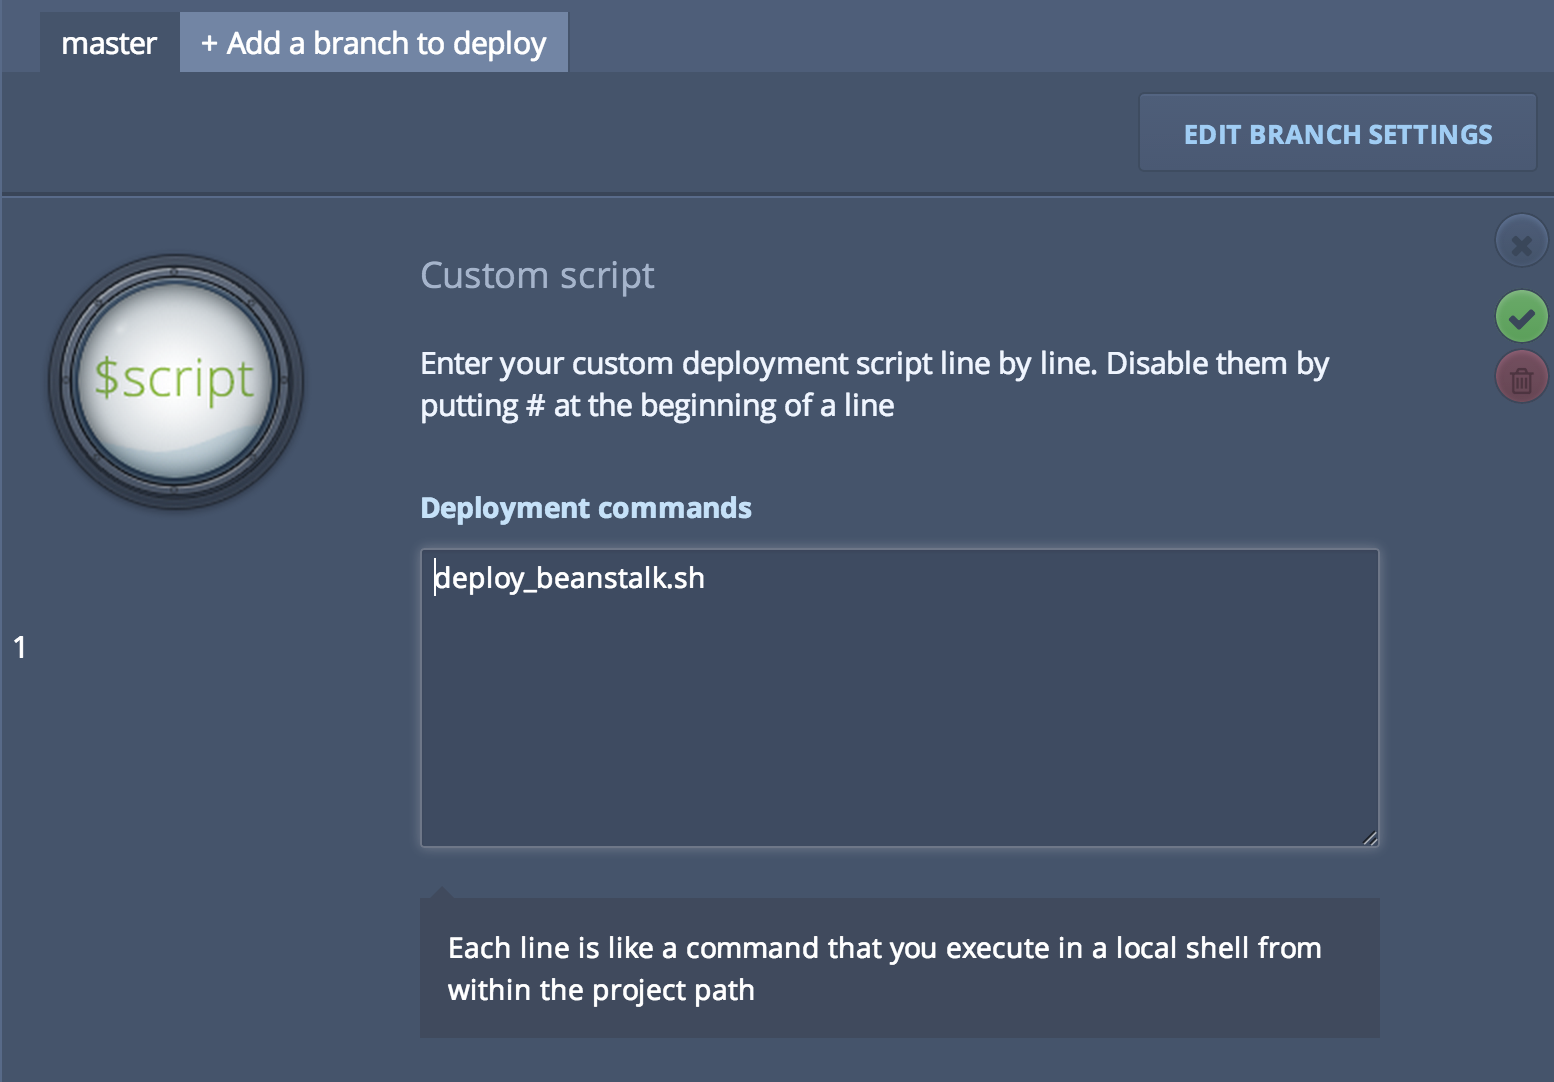 master
+ Add a branch to deploy
EDIT BRANCH SETTINGS
$script
Custom script
Enter your custom deployment script line by line. Disable them by
putting # at the beginning of a line
Deployment commands
deploy_beanstalk.sh
1
Each line is like a command that you execute in a local shell from
within the project path